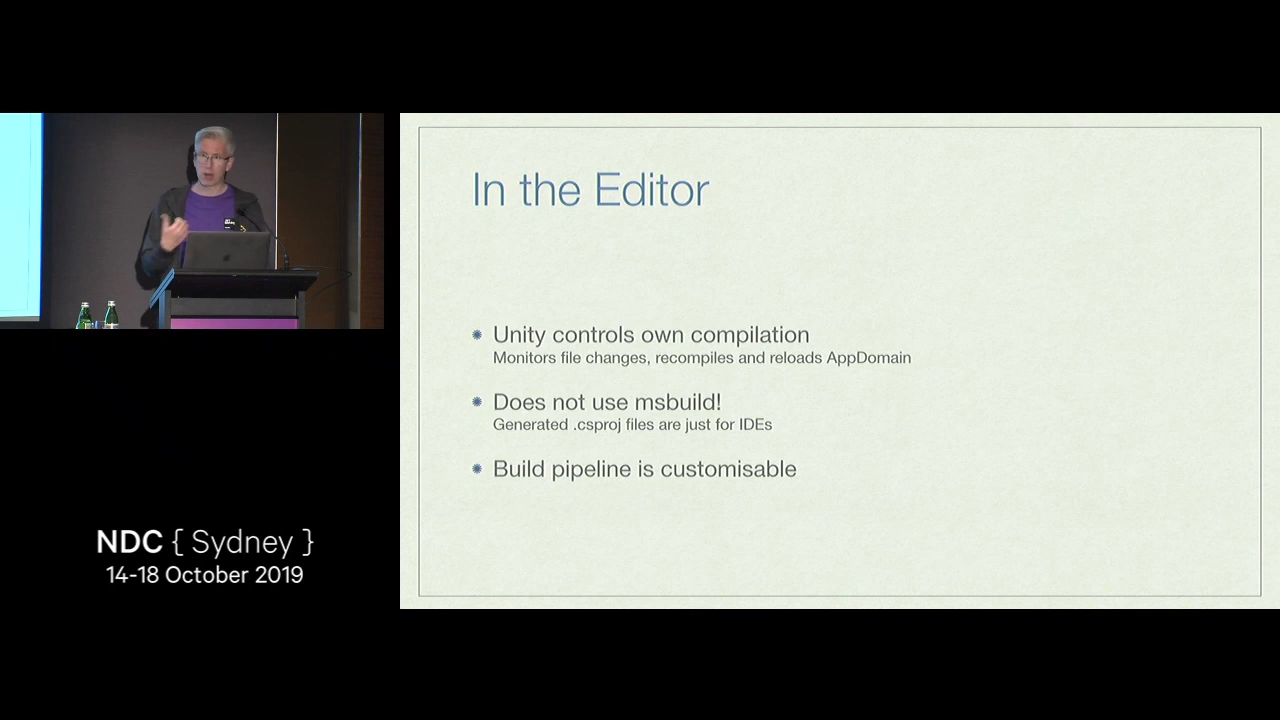 In the Editor
Unity controls own compilation
Monitors file changes, recompiles and reloads AppDomain
Does not use msbuild!
Generated .csproj files are just for IDEs
Build pipeline is customisable
NDC { Sydney }
14-18 October 2019